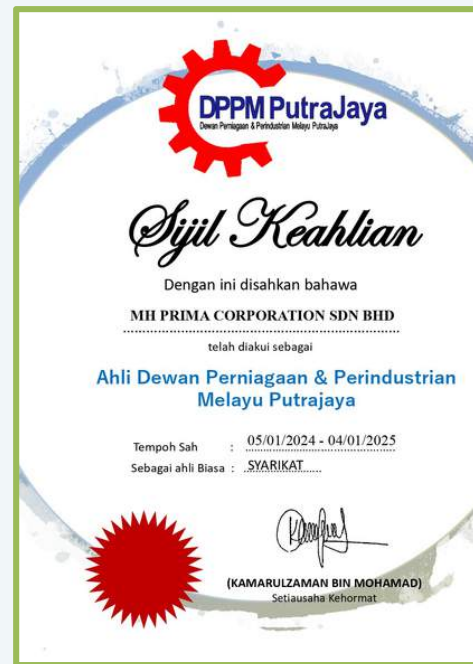 DPPM PutraJaya
Dewan Perniagaan & Perindustrian Melayu PutraJaya
Sijil Keahlian
Dengan ini disahkan bahawa
MH PRIMA CORPORATION SDN BHD
telah diakui sebagai
Ahli Dewan Perniagaan & Perindustrian
Melayu Putrajaya
Tempoh Sah : 05/01/2024 - 04/01/2025
Sebagai ahli Biasa : SYARIKAT
(KAMARULZAMAN BIN MOHAMAD)
Setiausaha Kehormat